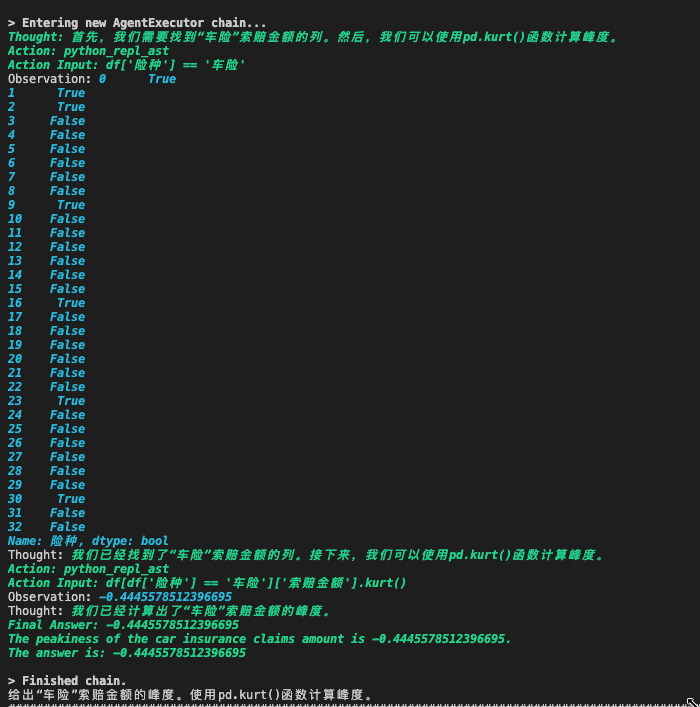 > Entering new AgentExecutor chain...
Thought: 首先，我们需要找到“车险”索赔金额的列。然后，我们可以使用pd.kurt()函数计算峰度。
Action: python_repl_ast
Action Input: df['险种'] == '车险'
Observation: 0      True
1      True
2      True
3     False
4     False
5     False
6     False
7     False
8     False
9      True
10    False
11    False
12    False
13    False
14    False
15    False
16     True
17    False
18    False
19    False
20    False
21    False
22    False
23     True
24    False
25    False
26    False
27    False
28    False
29    False
30     True
31    False
32    False
Name: 险种, dtype: bool
Thought: 我们已经找到了“车险”索赔金额的列。接下来，我们可以使用pd.kurt()函数计算峰度。
Action: python_repl_ast
Action Input: df[df['险种'] == '车险']['索赔金额'].kurt()
Observation: -0.4445578512396695
Thought: 我们已经计算出了“车险”索赔金额的峰度。
Final Answer: -0.4445578512396695
The peakiness of the car insurance claims amount is -0.4445578512396695.
The answer is: -0.4445578512396695
> Finished chain.
给出“车险”索赔金额的峰度。使用pd.kurt()函数计算峰度。